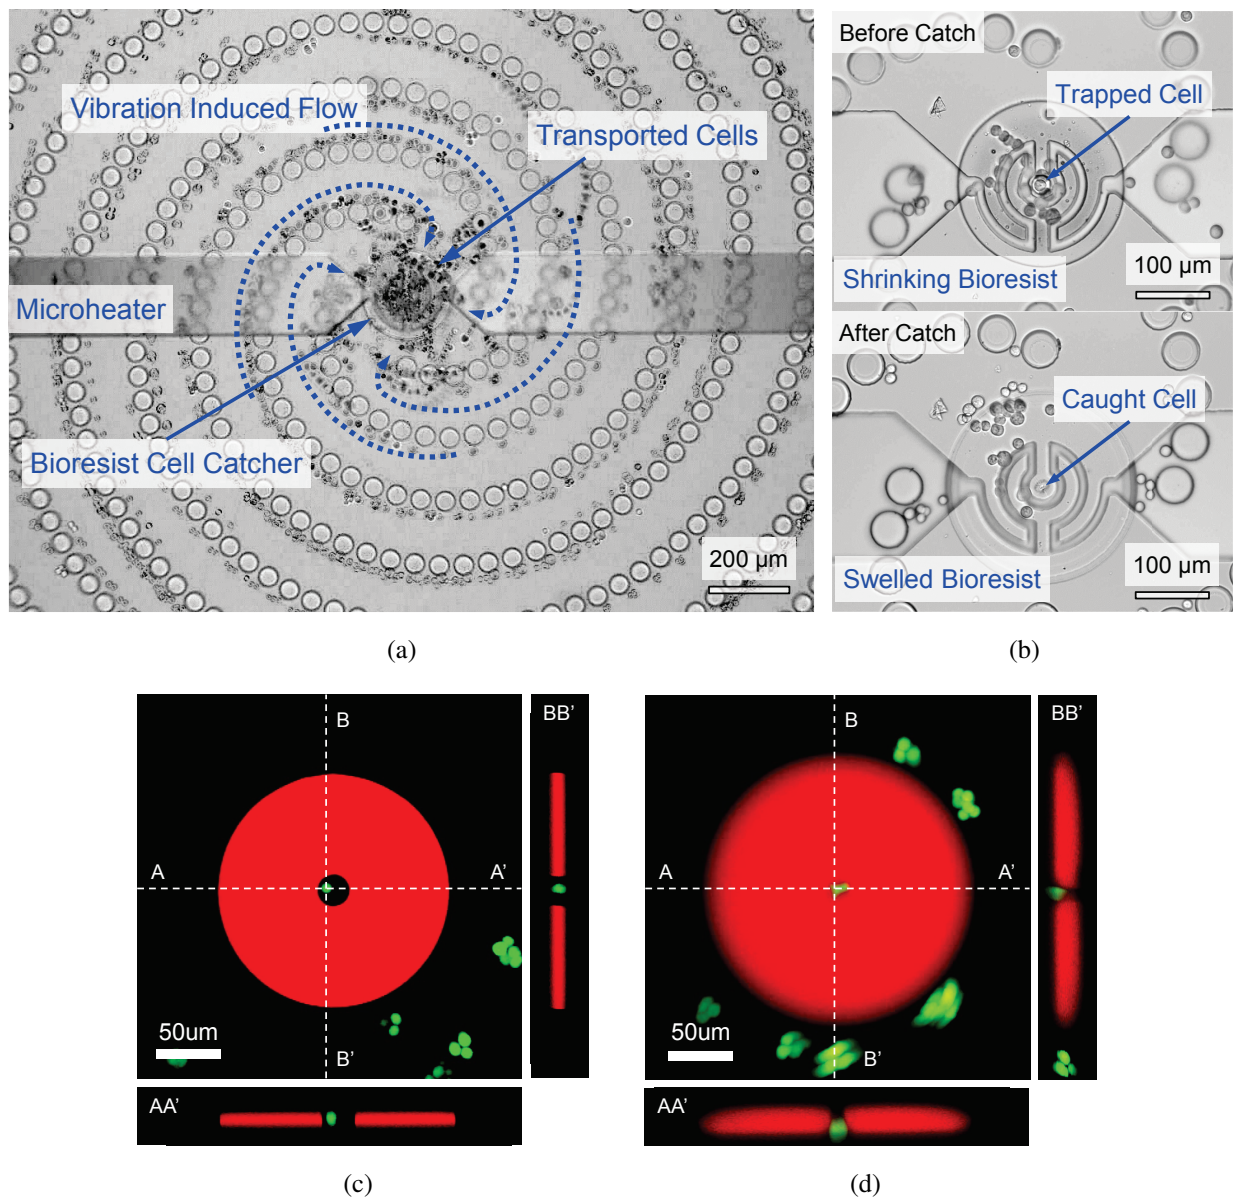 Vibration Induced Flow
Transported Cells
Microheater
Bioresist Cell Catcher
200 µm
(a)
Before Catch
Trapped Cell
Shrinking Bioresist
100 µm
After Catch
Caught Cell
Swelled Bioresist
100 µm
(b)
B
A
A'
50um
B'
BB'
AA'
(c)
B
A
A'
50um
B'
BB'
AA'
(d)